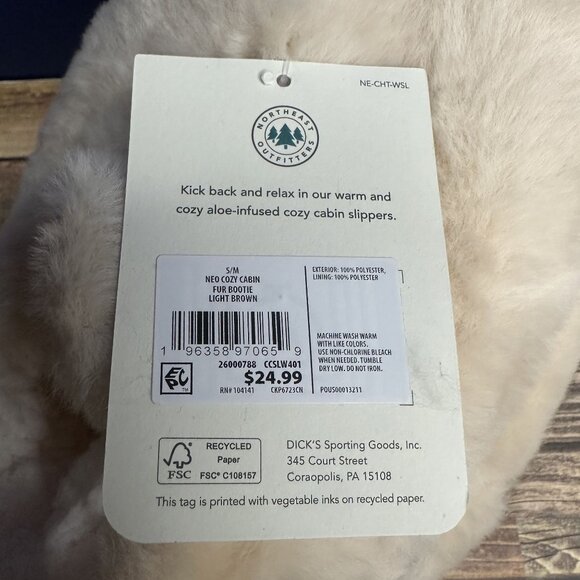 NE-CHT-WSL
NORTHEAST
OUTFITTERS
Kick back and relax in our warm and
cozy aloe-infused cozy cabin slippers.
S/M
NEO COZY CABIN
FUR BOOTIE
LIGHT BROWN
1 96358 97065 9
26000788 CCSLW401
$24.99
RN# 104141 CKP6723CN
EXTERIOR: 100% POLYESTER,
LINING: 100% POLYESTER
MACHINE WASH WARM
WITH LIKE COLORS.
USE NON-CHLORINE BLEACH
WHEN NEEDED. TUMBLE
DRY LOW. DO NOT IRON.
POUS00013211
FSC
RECYCLED
Paper
FSC® C108157
DICK'S Sporting Goods, Inc.
345 Court Street
Coraopolis, PA 15108
This tag is printed with vegetable inks on recycled paper.